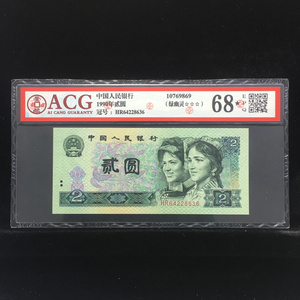 ACG
AI CANG GUARANTY
中国人民银行
1990年贰圆
冠号：HR64228636
10769869
（绿幽灵☆☆☆）
68
中国人民银行
贰圆
2
HR64228636
2